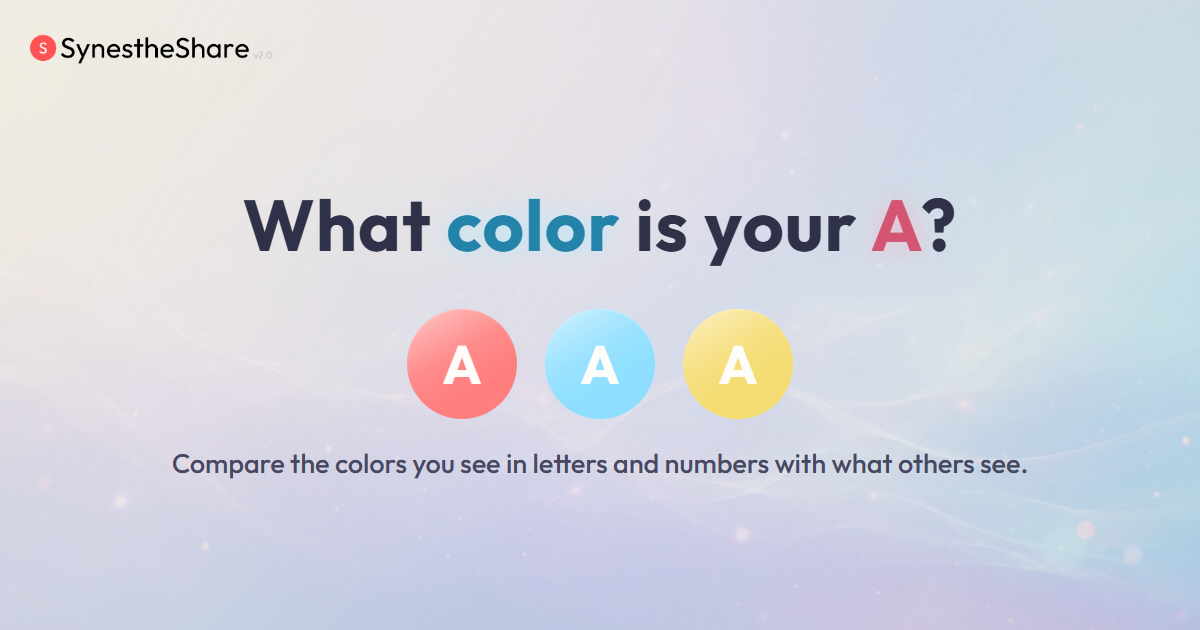 S SynestheShare v2.0
What color is your A?
A A A
Compare the colors you see in letters and numbers with what others see.